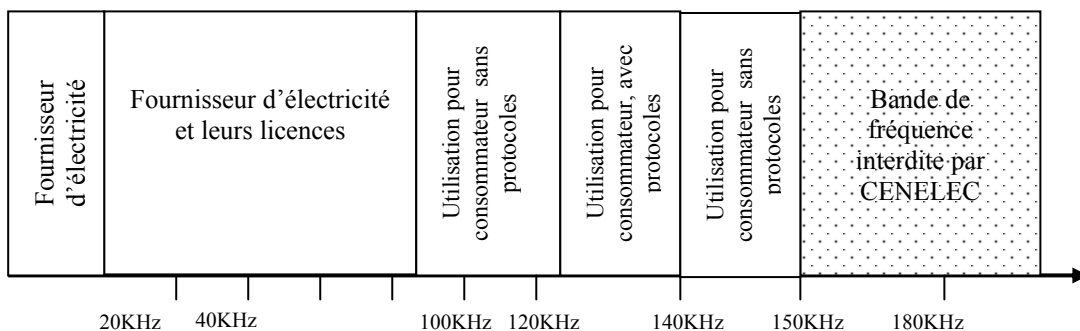 Fournisseur
d’électricité
Fournisseur d’électricité
et leurs licences
Utilisation pour
consommateur sans
protocoles
Utilisation pour
consommateur, avec
protocoles
Utilisation pour
consommateur sans
protocoles
Bande de
fréquence
interdite par
CENELEC
20KHz
40KHz
100KHz
120KHz
140KHz
150KHz
180KHz